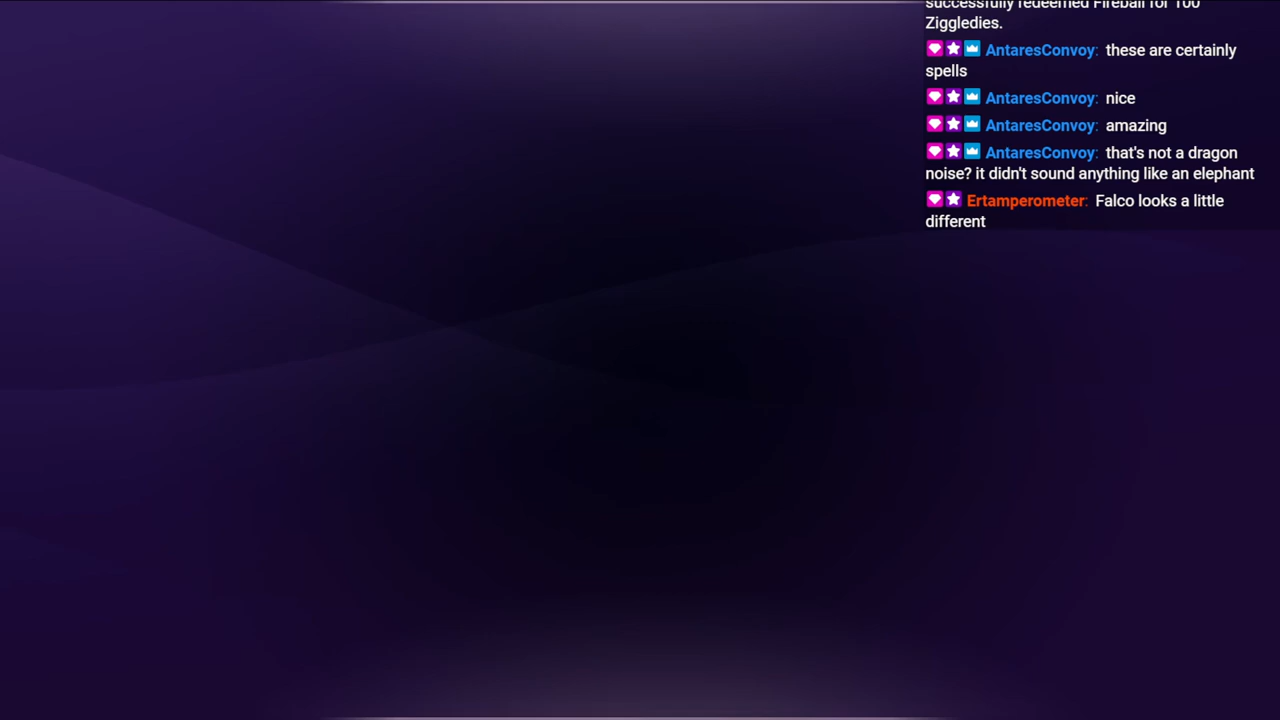 successfully redeemed Fireball for 100
Ziggledies.
AntaresConvoy: these are certainly
spells
AntaresConvoy: nice
AntaresConvoy: amazing
AntaresConvoy: that's not a dragon
noise? it didn't sound anything like an elephant
Ertamperometer: Falco looks a little
different